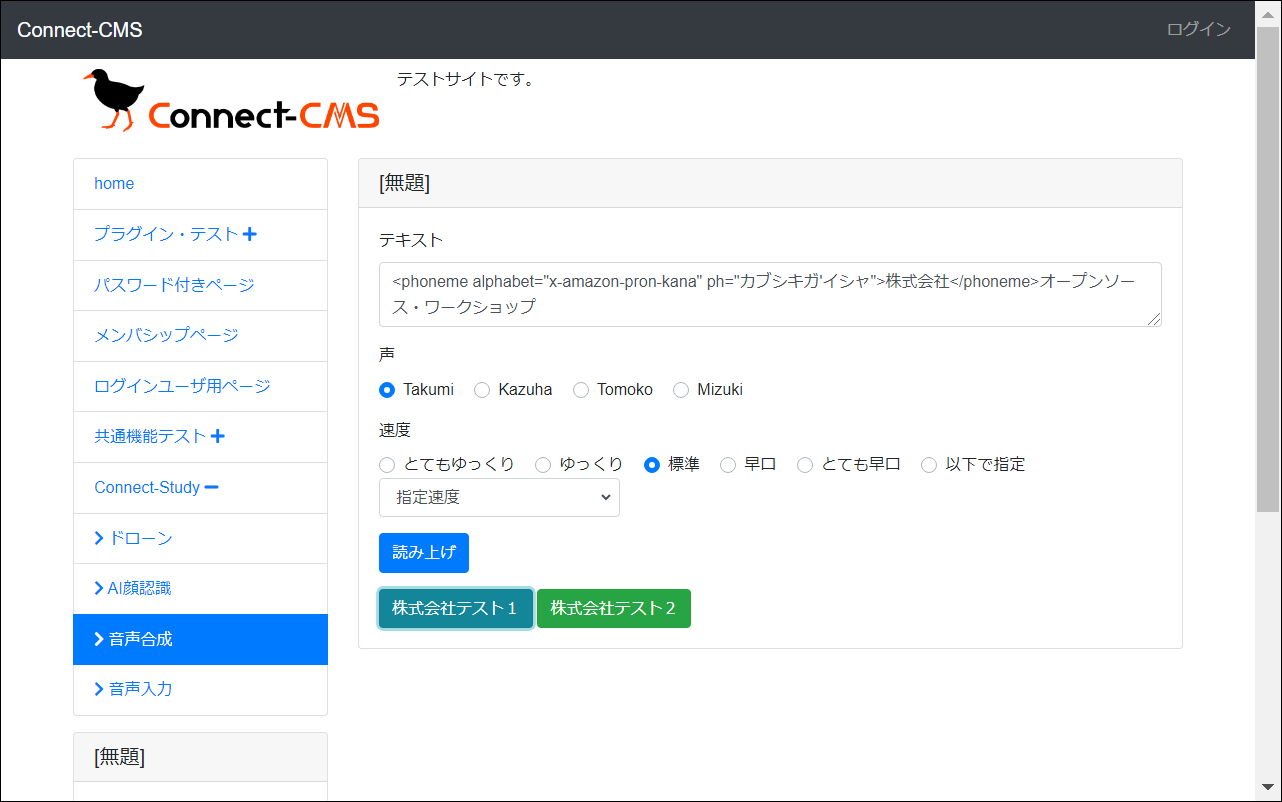 Connect-CMS
ログイン
Connect-CMS
テストサイトです。
home
プラグイン・テスト
パスワード付きページ
メンバシップページ
ログインユーザ用ページ
共通機能テスト
Connect-Study
ドローン
AI顔認識
音声合成
音声入力
[無題]
[無題]
テキスト
<phoneme alphabet="x-amazon-pron-kana" ph="カブシキガ'イシャ">株式会社</phoneme>オープンソー
ス・ワークショップ
声
Takumi Kazuha Tomoko Mizuki
速度
とてもゆっくり ゆっくり 標準 早口 とても早口 以下で指定
指定速度
読み上げ
株式会社テスト１ 株式会社テスト２